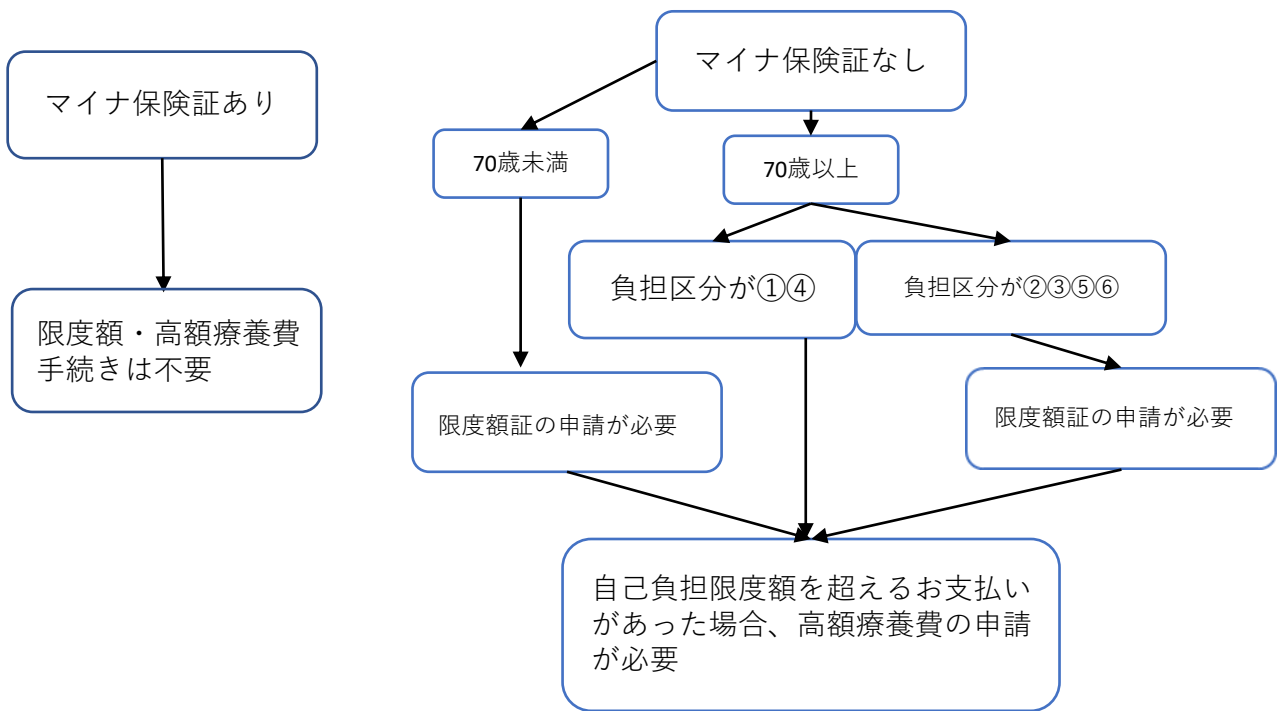 マイナ保険証なし
マイナ保険証あり
70歳未満
70歳以上
負担区分が①④
負担区分が②③⑤⑥
限度額・高額療養費
手続きは不要
限度額証の申請が必要
限度額証の申請が必要
自己負担限度額を超えるお支払い
があった場合、高額療養費の申請
が必要